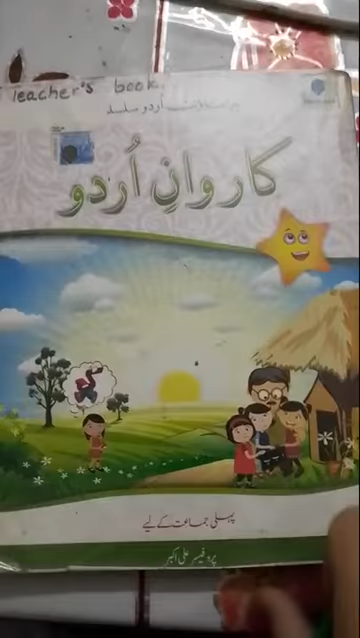 Teacher's book
کاروانِ اُردو
پہلی جماعت کے لیے
پروفیسر علی اکبر